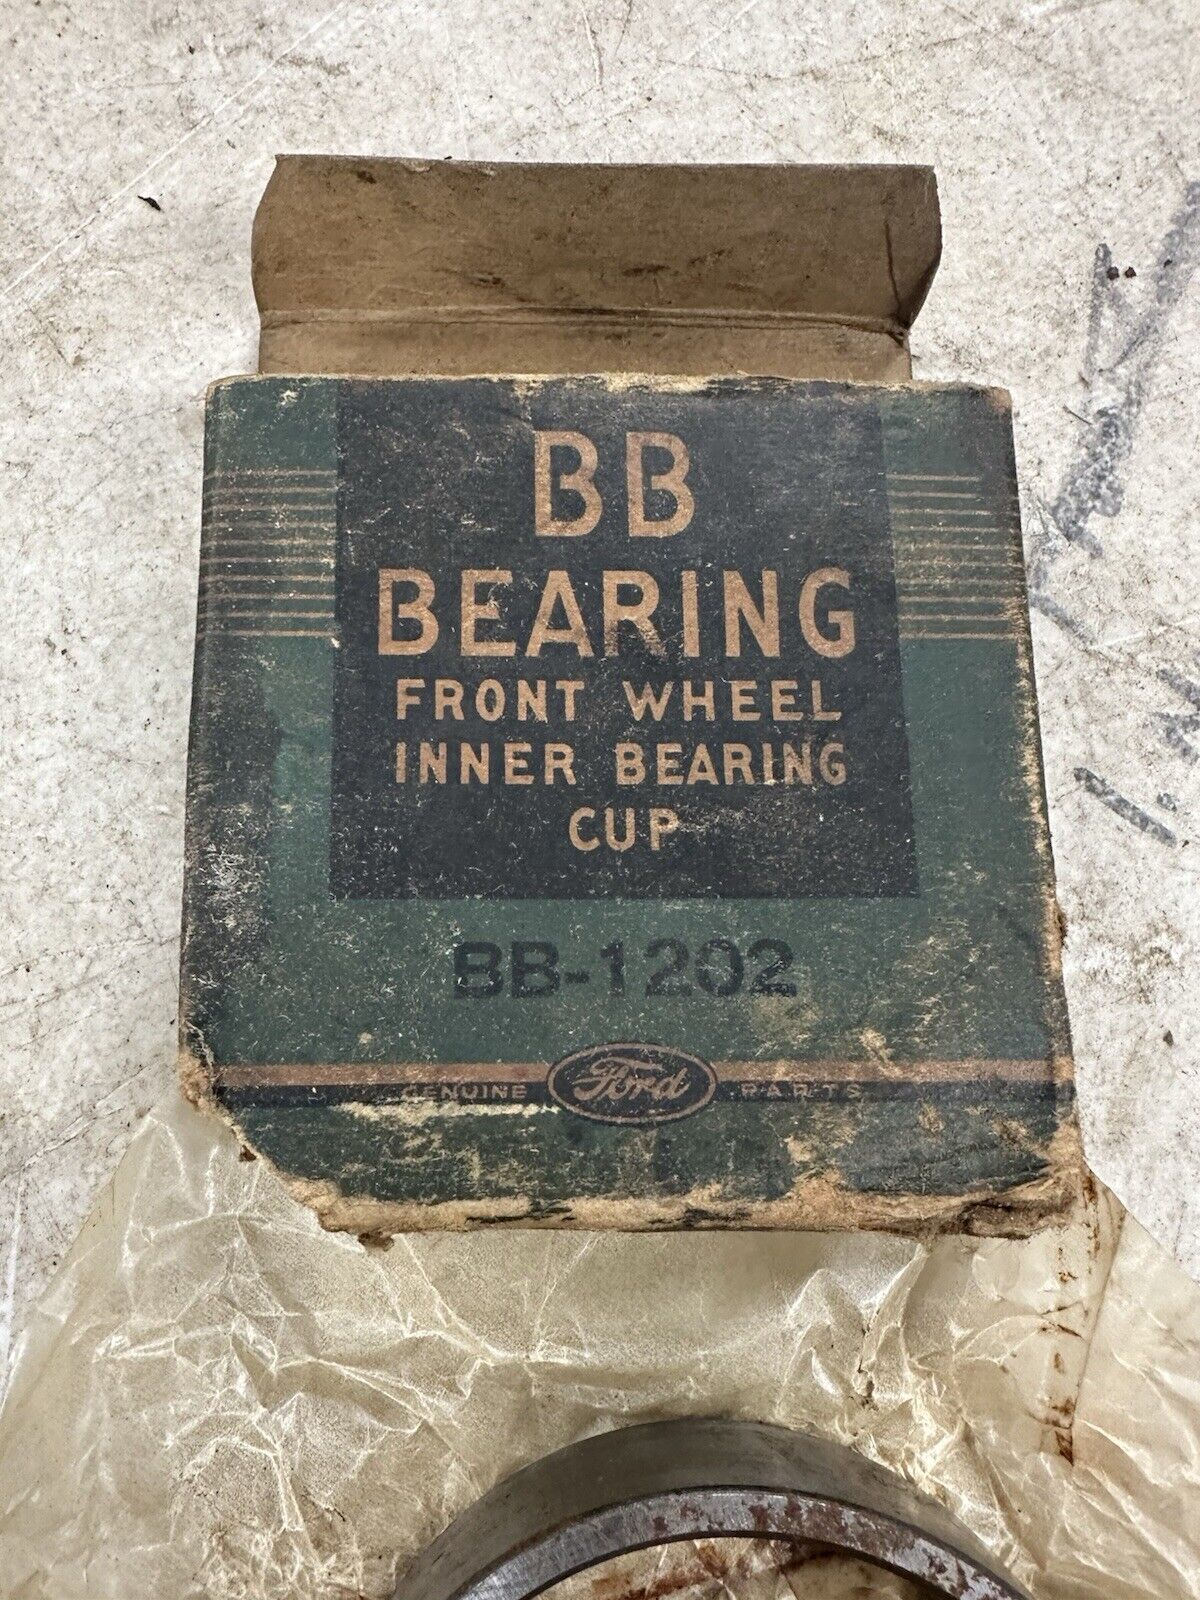 BB
BEARING
FRONT WHEEL
INNER BEARING
CUP
BB-1202
GENUINE Ford PARTS